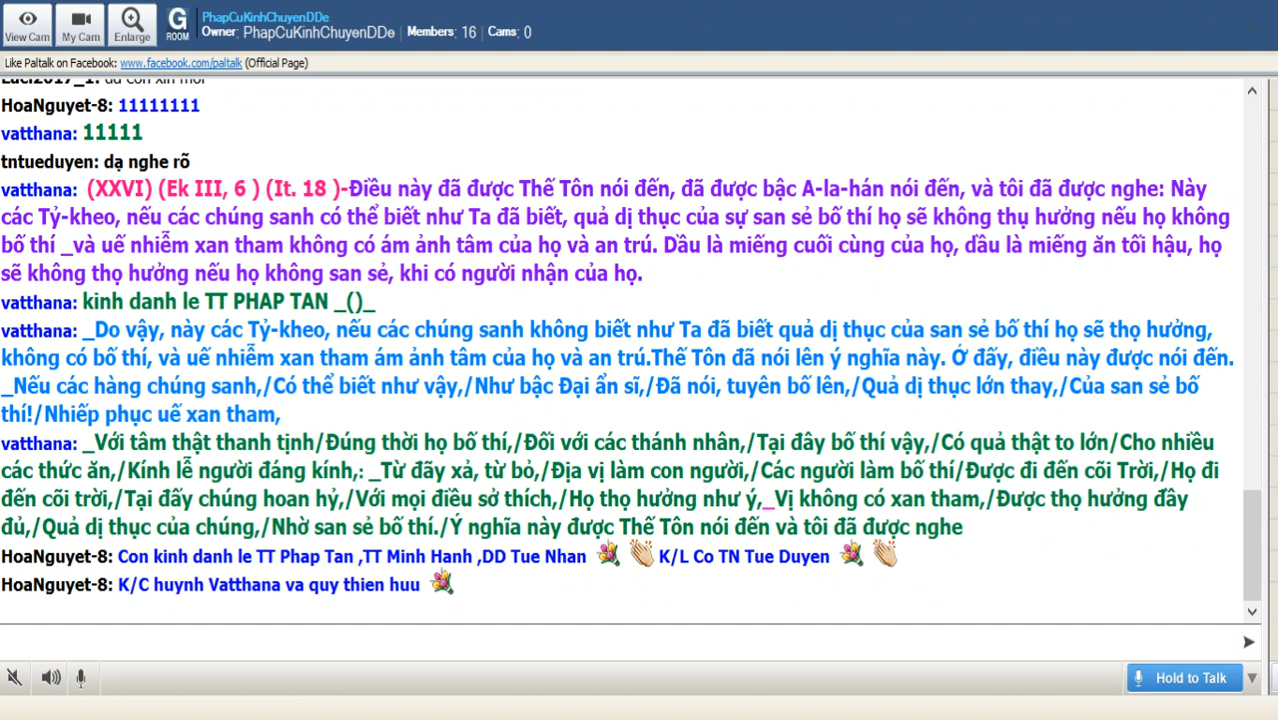 View Cam
My Cam
Enlarge
G
ROOM
PhapCuKinhChuyenDDe
Owner: PhapCuKinhChuyenDDe Members: 16 Cams: 0
Like Paltalk on Facebook: www.facebook.com/paltalk (Official Page)
HoaNguyet-8: 11111111
vatthana: 11111
tntueduyen: dạ nghe rõ
vatthana: (XXVI) (Ek III, 6 ) (It. 18 )-Điều này đã được Thế Tôn nói đến, đã được bậc A-la-hán nói đến, và tôi đã được nghe: Này
các Tỷ-kheo, nếu các chúng sanh có thể biết như Ta đã biết, quả dị thục của sự san sẻ bố thí họ sẽ không thụ hưởng nếu họ không
bố thí _và uế nhiễm xan tham không có ám ảnh tâm của họ và an trú. Dầu là miếng cuối cùng của họ, dầu là miếng ăn tối hậu, họ
sẽ không thọ hưởng nếu họ không san sẻ, khi có người nhận của họ.
vatthana: kinh danh le TT PHAP TAN _()_
vatthana: _Do vậy, này các Tỷ-kheo, nếu các chúng sanh không biết như Ta đã biết quả dị thục của san sẻ bố thí họ sẽ thọ hưởng,
không có bố thí, và uế nhiễm xan tham ám ảnh tâm của họ và an trú.Thế Tôn đã nói lên ý nghĩa này. Ở đấy, điều này được nói đến.
_Nếu các hàng chúng sanh,/Có thể biết như vậy,/Như bậc Đại ẩn sĩ,/Đã nói, tuyên bố lên,/Quả dị thục lớn thay,/Của san sẻ bố
thí!/Nhiếp phục uế xan tham,
vatthana: _Với tâm thật thanh tịnh/Đúng thời họ bố thí,/Đối với các thánh nhân,/Tại đây bố thí vậy,/Có quả thật to lớn/Cho nhiều
các thức ăn,/Kính lễ người đáng kính,: _Từ đãy xả, từ bỏ,/Địa vị làm con người,/Các người làm bố thí/Được đi đến cõi Trời,/Họ đi
đến cõi trời,/Tại đấy chúng hoan hỷ,/Với mọi điều sở thích,/Họ thọ hưởng như ý,_Vị không có xan tham,/Được thọ hưởng đầy
đủ,/Quả dị thục của chúng,/Nhờ san sẻ bố thí./Ý nghĩa này được Thế Tôn nói đến và tôi đã được nghe
HoaNguyet-8: Con kinh danh le TT Phap Tan ,TT Minh Hanh ,DD Tue Nhan K/L Co TN Tue Duyen
HoaNguyet-8: K/C huynh Vatthana va quy thien huu
Hold to Talk